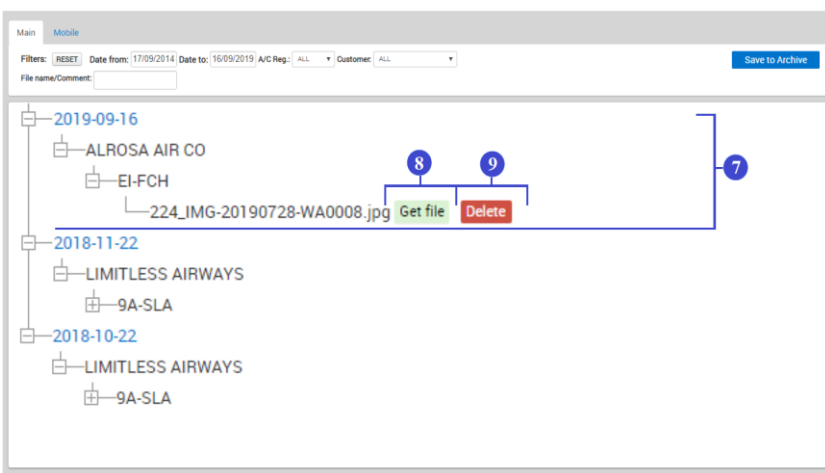 Main Mobile
Filters: RESET Date from: 17/09/2014 Date to: 16/09/2019 A/C Reg.: ALL Customer: ALL Save to Archive
File name/Comment:
2019-09-16
ALROSA AIR CO
8 9
7
EI-FCH
224_IMG-20190728-WA0008.jpg Get file Delete
2018-11-22
LIMITLESS AIRWAYS
9A-SLA
2018-10-22
LIMITLESS AIRWAYS
9A-SLA